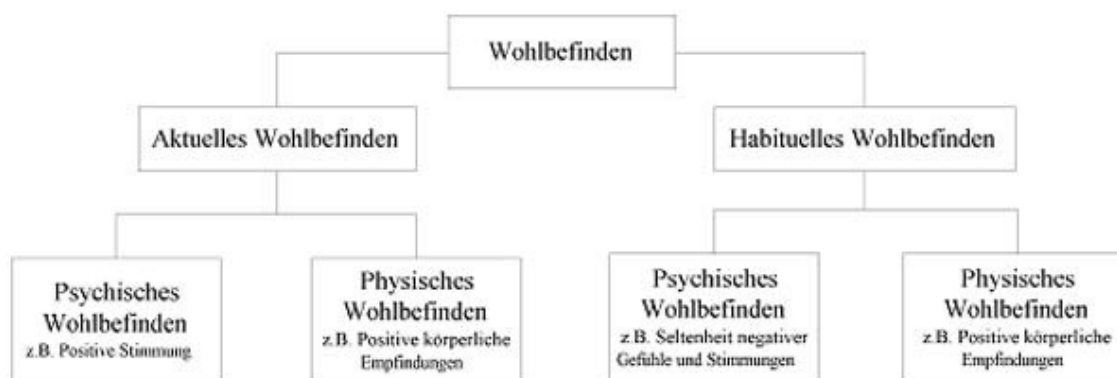 Wohlbefinden
Aktuelles Wohlbefinden
Habituelles Wohlbefinden
Psychisches
Wohlbefinden
z.B. Positive Stimmung
Physisches
Wohlbefinden
z.B. Positive körperliche
Empfindungen
Psychisches
Wohlbefinden
z.B. Seltenheit negativer
Gefühle und Stimmungen
Physisches
Wohlbefinden
z.B. Positive körperliche
Empfindungen